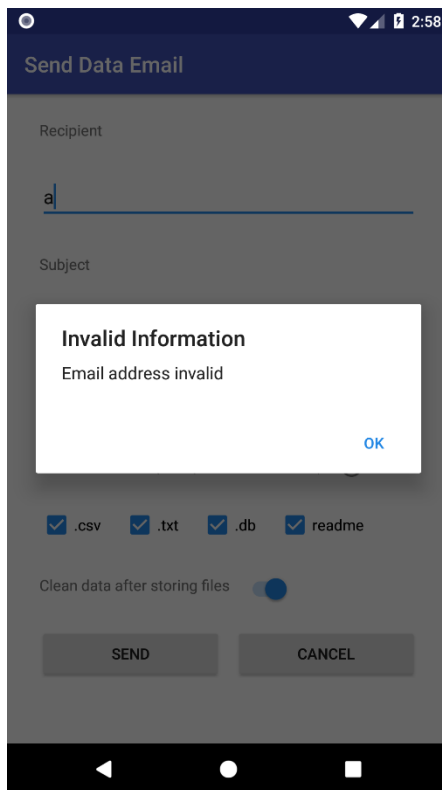 2:58
Send Data Email
Recipient
a
Subject
Invalid Information
Email address invalid
OK
.csv .txt .db readme
Clean data after storing files
SEND CANCEL